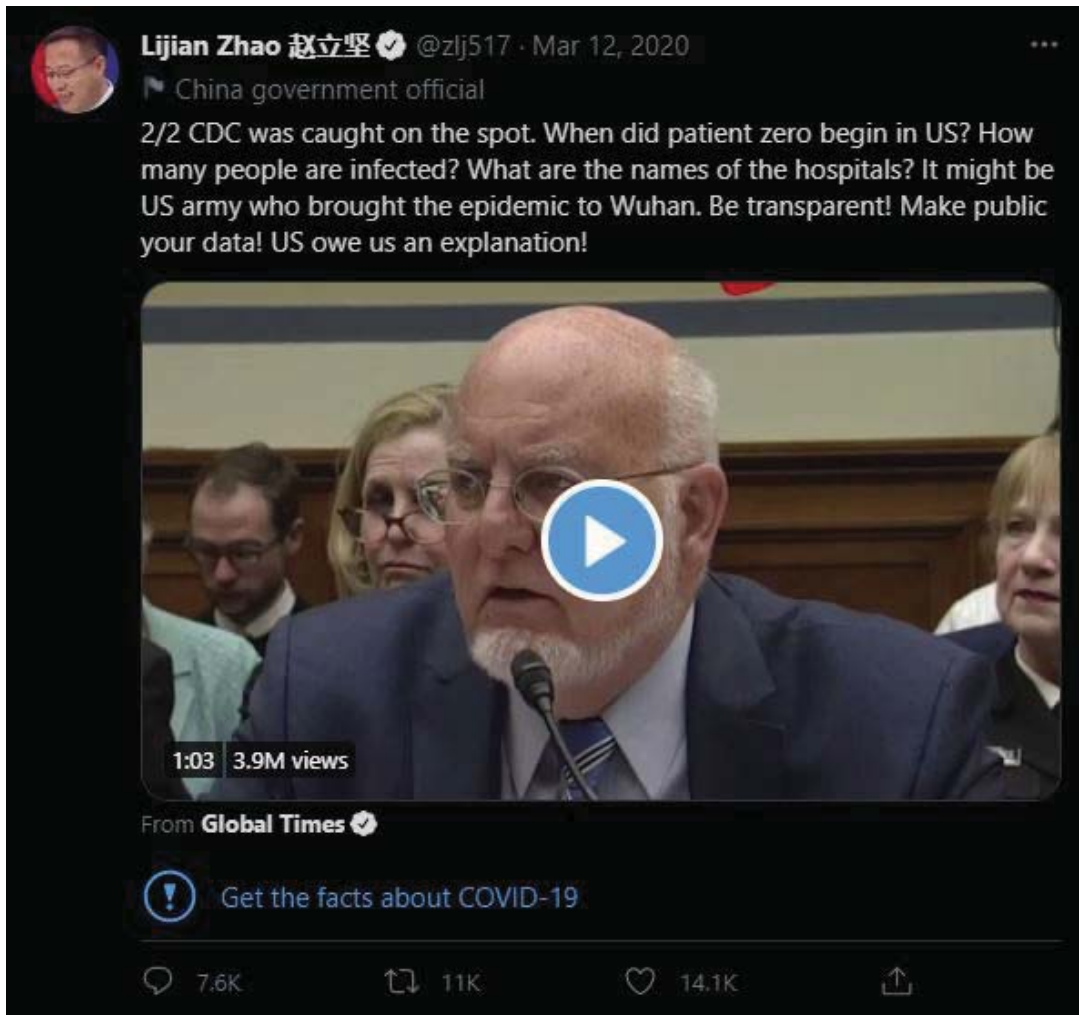 Lijian Zhao 赵立坚 @zlj517 · Mar 12, 2020
China government official
2/2 CDC was caught on the spot. When did patient zero begin in US? How
many people are infected? What are the names of the hospitals? It might be
US army who brought the epidemic to Wuhan. Be transparent! Make public
your data! US owe us an explanation!
1:03 3.9M views
From Global Times
Get the facts about COVID-19
7.6K 11K 14.1K